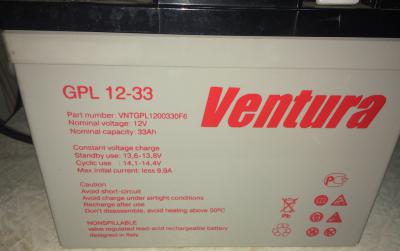 GPL 12-33
Ventura
Part number: VNTGPL1200330F6
Nominal voltage: 12V
Nominal capacity: 33Ah
Constant voltage charge
Standby use: 13,6-13,8V
Cyclic use : 14,1-14,4V
Max. initial current: less 9,9A
CAUTION
Avoid short-circuit
Avoid charge under airtight conditions
Recharge after use
Don't disassemble, avoid heating above 50ºC
NONSPILLABLE
valve regulated lead-acid rechargeable battery
designed in Italy
Pb